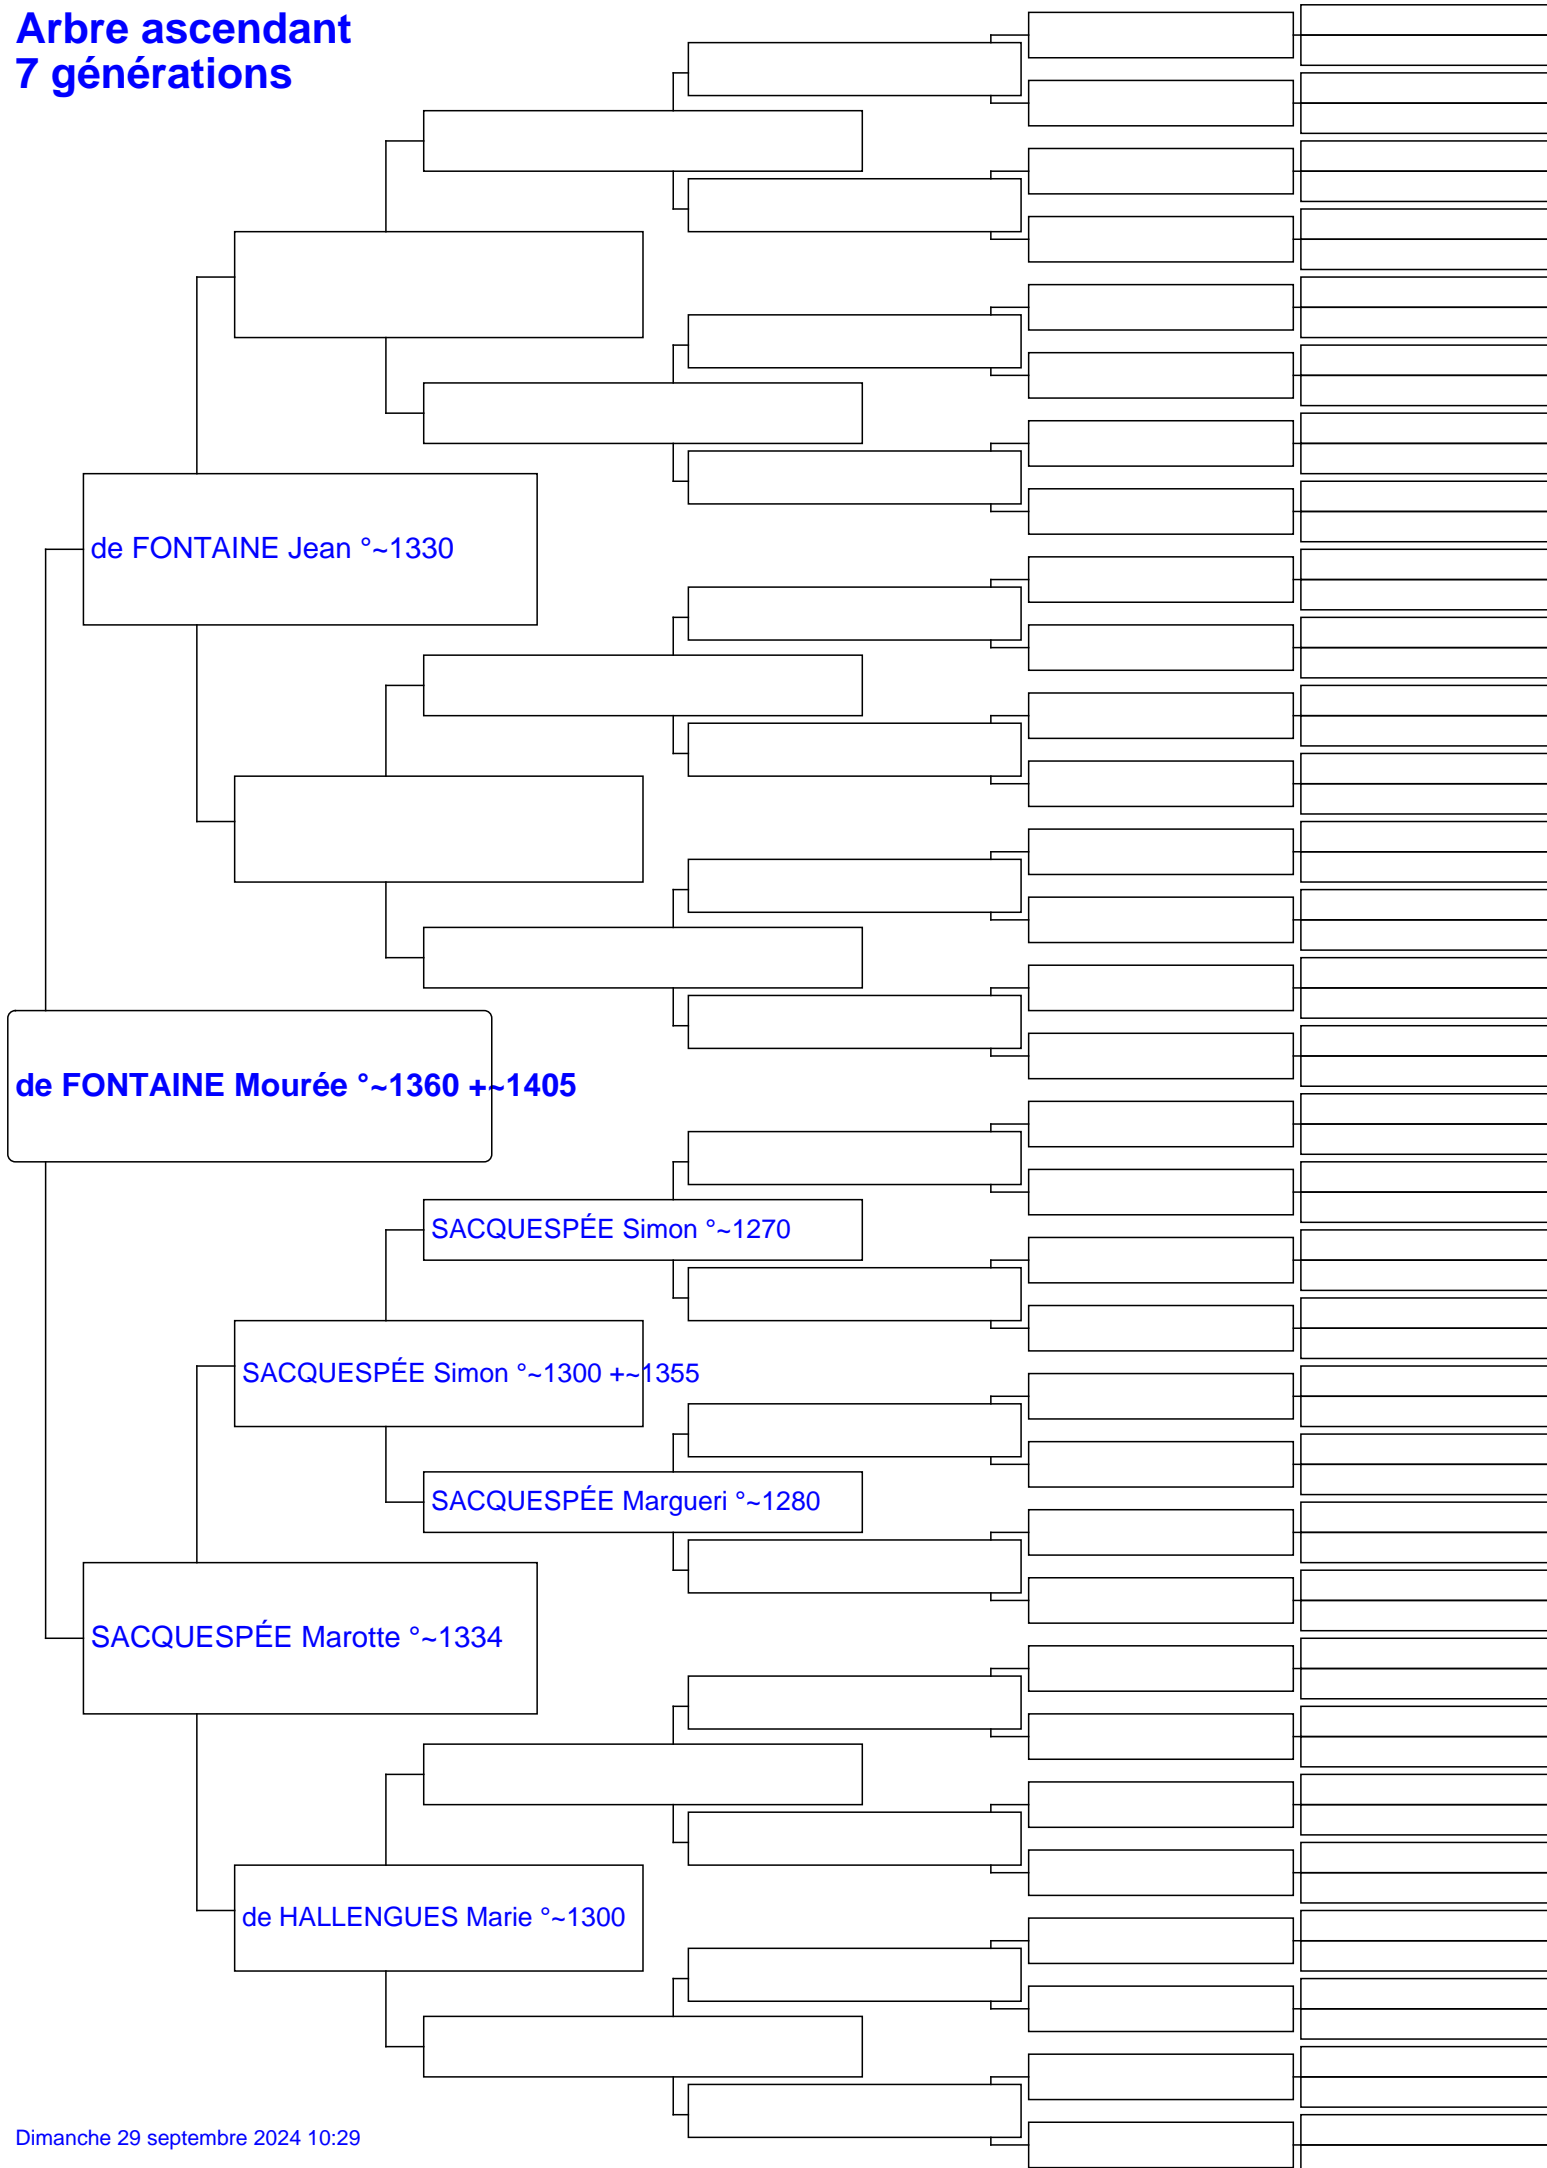 Arbre ascendant
7 générations
de FONTAINE Jean °~1330
de FONTAINE Mourée °~1360 +~1405
SACQUESPÉE Simon °~1270
SACQUESPÉE Simon °~1300 +~1355
SACQUESPÉE Margueri °~1280
SACQUESPÉE Marotte °~1334
de HALLENGUES Marie °~1300
Dimanche 29 septembre 2024 10:29